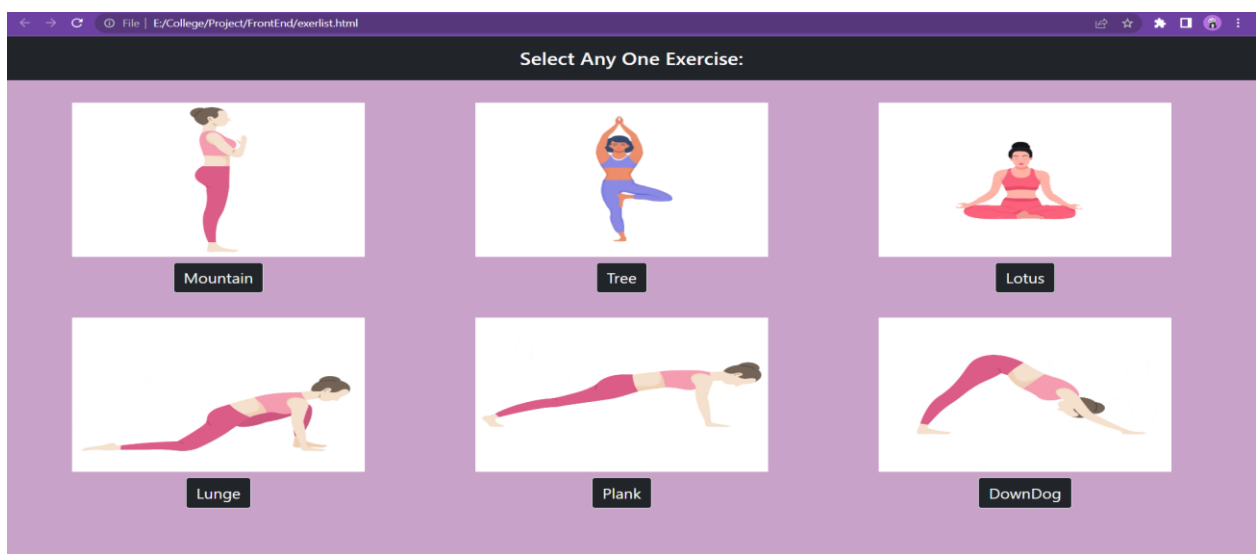 File | E:/College/Project/FrontEnd/exerlist.html
Select Any One Exercise:
Mountain
Tree
Lotus
Lunge
Plank
DownDog